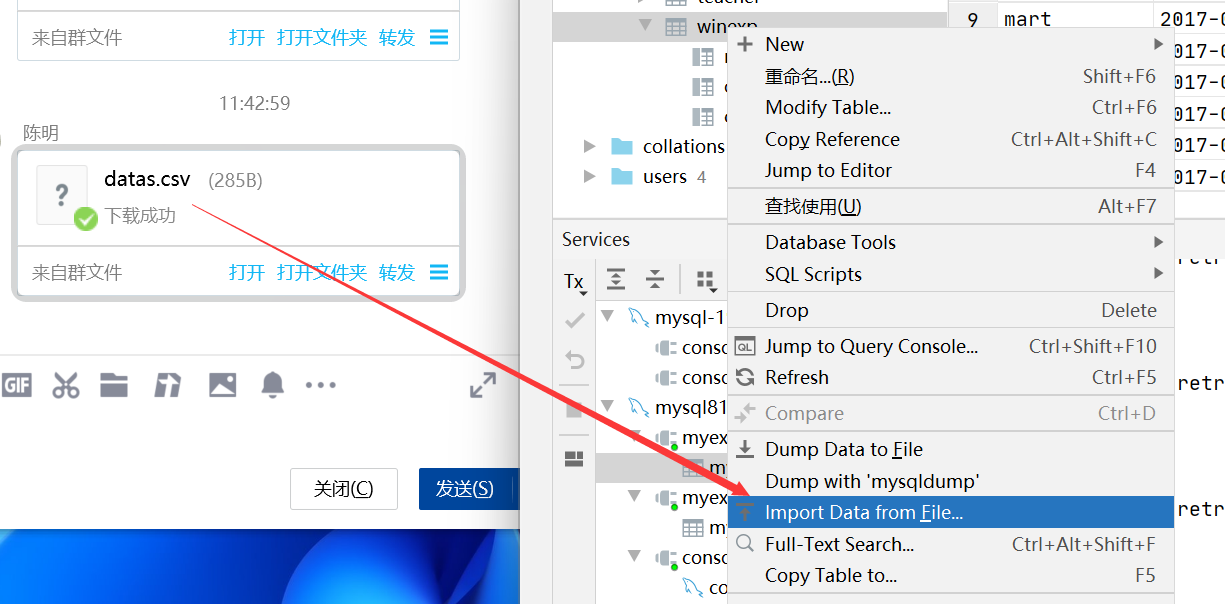 来自群文件 打开 打开文件夹 转发
11:42:59
陈明
datas.csv (285B)
下载成功
来自群文件 打开 打开文件夹 转发
GIF
关闭(C) 发送(S)
teacher
winexp
collations
users 4
9 mart 2017-0
Services
Tx
mysql-1
conso
conso
mysql81
myex
my
myex
my
conso
co
New
重命名...(R) Shift+F6
Modify Table... Ctrl+F6
Copy Reference Ctrl+Alt+Shift+C
Jump to Editor F4
查找使用(U) Alt+F7
Database Tools
SQL Scripts
Drop Delete
QL Jump to Query Console... Ctrl+Shift+F10
Refresh Ctrl+F5
Compare Ctrl+D
Dump Data to File
Dump with 'mysqldump'
Import Data from File...
Full-Text Search... Ctrl+Alt+Shift+F
Copy Table to... F5
017-0
017-0
017-0
017-0
017-0
retr
retr
retr